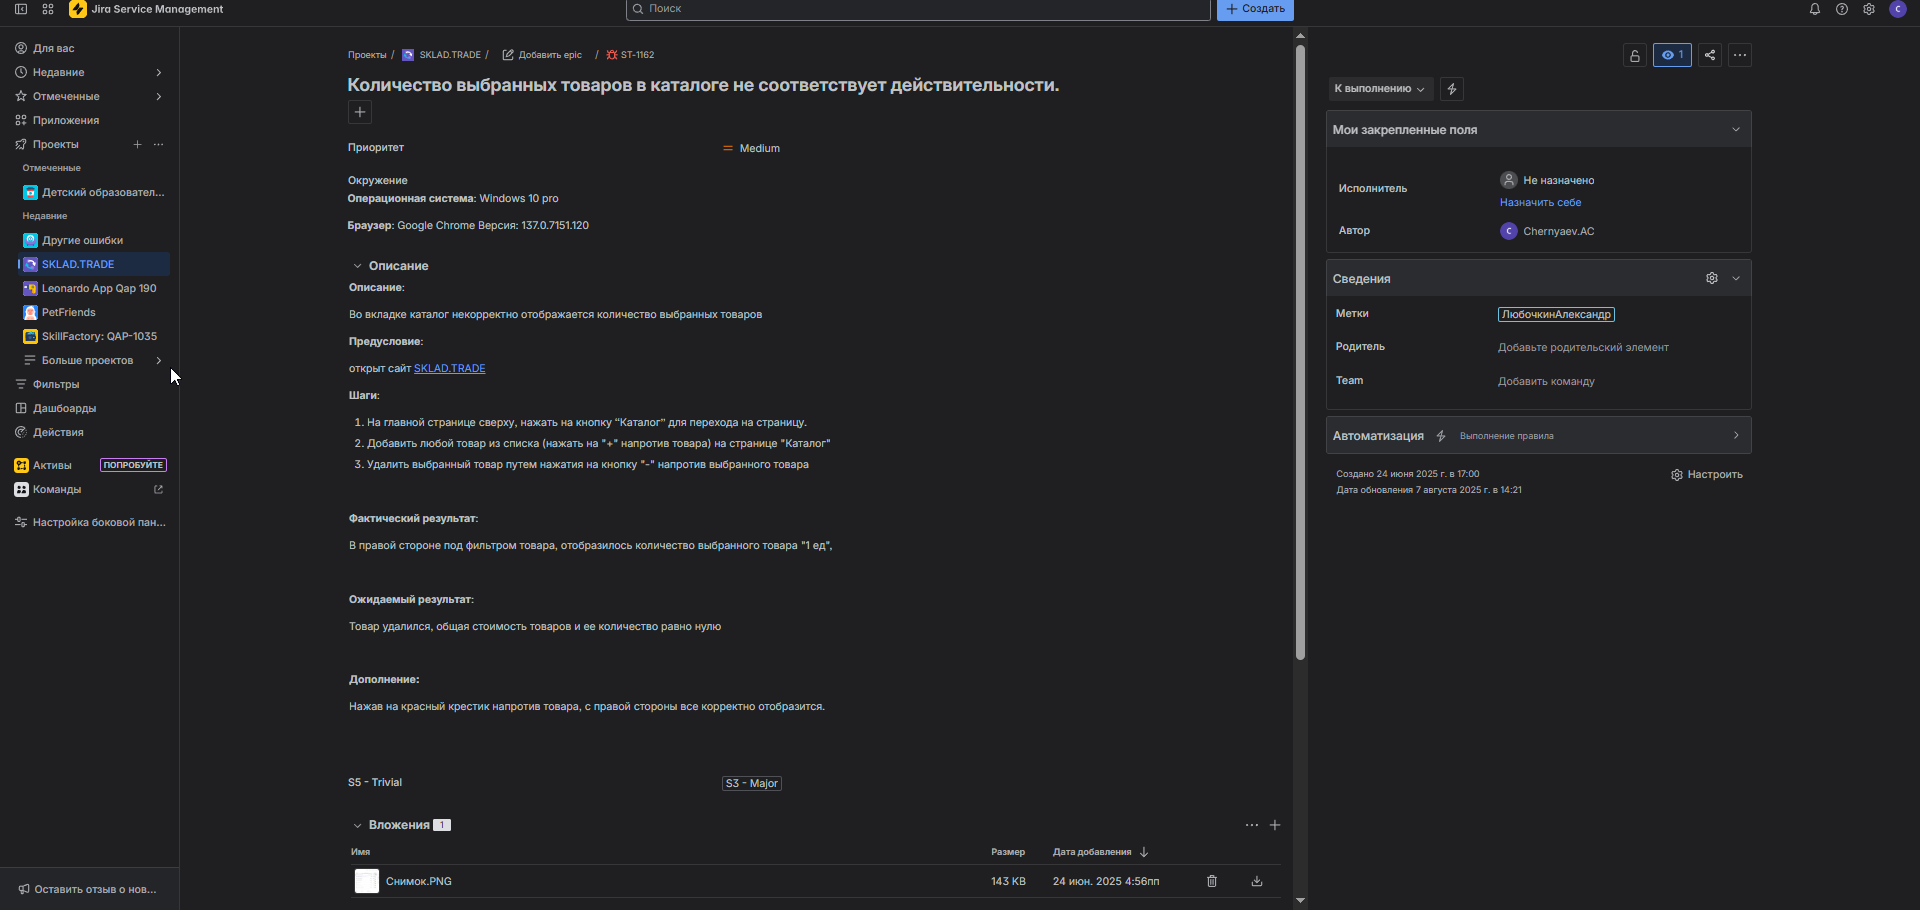 Jira Service Management
Поиск
Создать
C
Для вас
Недавние
Отмеченные
Приложения
Проекты
Отмеченные
Детский образовател...
Недавние
Другие ошибки
SKLAD.TRADE
Leonardo App Qap 190
PetFriends
SkillFactory: QAP-1035
Больше проектов
Фильтры
Дашборды
Действия
Активы ПОПРОБУЙТЕ
Команды
Настройка боковой пан...
Оставить отзыв о нов...
Проекты / SKLAD.TRADE / Добавить epic / ST-1162
Количество выбранных товаров в каталоге не соответствует действительности.
Приоритет Medium
Окружение
Операционная система: Windows 10 pro
Браузер: Google Chrome Версия: 137.0.7151.120
Описание
Описание:
Во вкладке каталог некорректно отображается количество выбранных товаров
Предусловие:
открыт сайт SKLAD.TRADE
Шаги:
1. На главной странице сверху, нажать на кнопку “Каталог” для перехода на страницу.
2. Добавить любой товар из списка (нажать на "+" напротив товара) на странице "Каталог"
3. Удалить выбранный товар путем нажатия на кнопку "-" напротив выбранного товара
Фактический результат:
В правой стороне под фильтром товара, отобразилось количество выбранного товара "1 ед",
Ожидаемый результат:
Товар удалился, общая стоимость товаров и ее количество равно нулю
Дополнение:
Нажав на красный крестик напротив товара, с правой стороны все корректно отобразится.
S5 - Trivial S3 - Major
Вложения 1
Имя Размер Дата добавления
Снимок.PNG 143 KB 24 июн. 2025 4:56пп
1
К выполнению
Мои закрепленные поля
Исполнитель Не назначено
Назначить себе
Автор C Chernyaev.AC
Сведения
Метки ЛюбочкинАлександр
Родитель Добавьте родительский элемент
Team Добавить команду
Автоматизация Выполнение правила
Создано 24 июня 2025 г. в 17:00
Дата обновления 7 августа 2025 г. в 14:21
Настроить